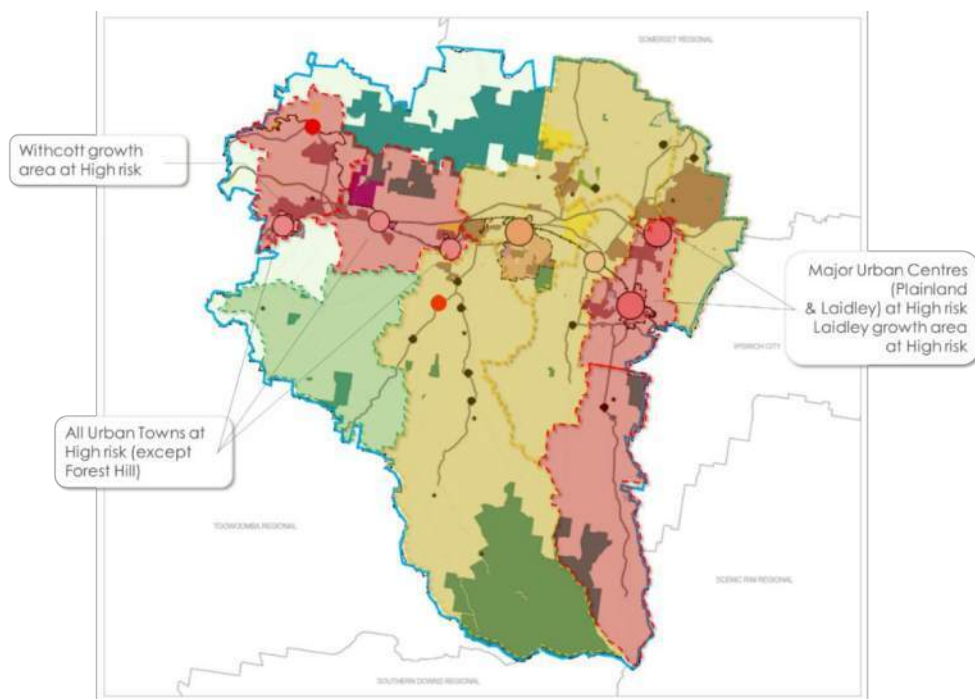 SOMERSET REGIONAL
Withcott growth
area at High risk
Major Urban Centres
(Plainland
& Laidley) at High risk
Laidley growth area
at High risk
IPSWICH CITY
All Urban Towns at
High risk (except
Forest Hill)
TOOWOOMBA REGIONAL
SCENIC RIM REGIONAL
SOUTHERN DOWNS REGIONAL